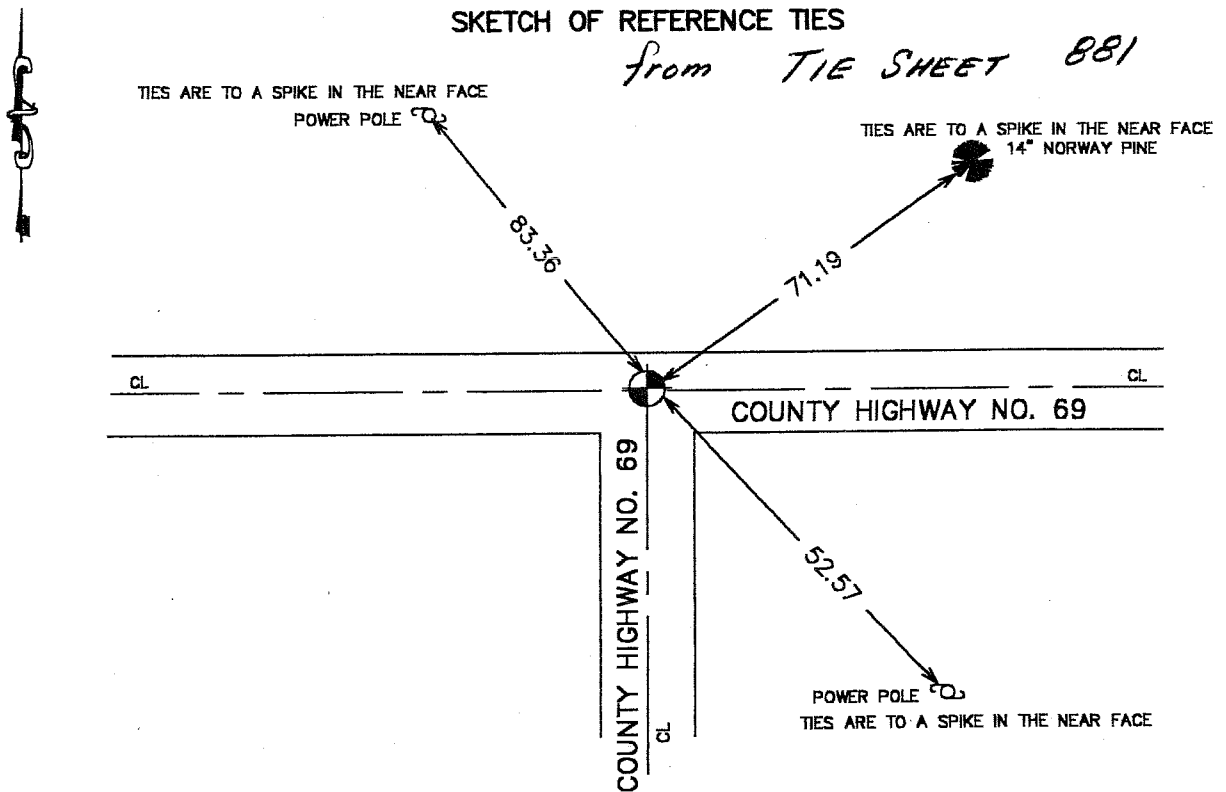 SKETCH OF REFERENCE TIES
from TIE SHEET 881
TIES ARE TO A SPIKE IN THE NEAR FACE
POWER POLE
TIES ARE TO A SPIKE IN THE NEAR FACE
14" NORWAY PINE
83.36
71.19
CL
CL
COUNTY HIGHWAY NO. 69
COUNTY HIGHWAY NO. 69
CL
52.57
POWER POLE
TIES ARE TO A SPIKE IN THE NEAR FACE